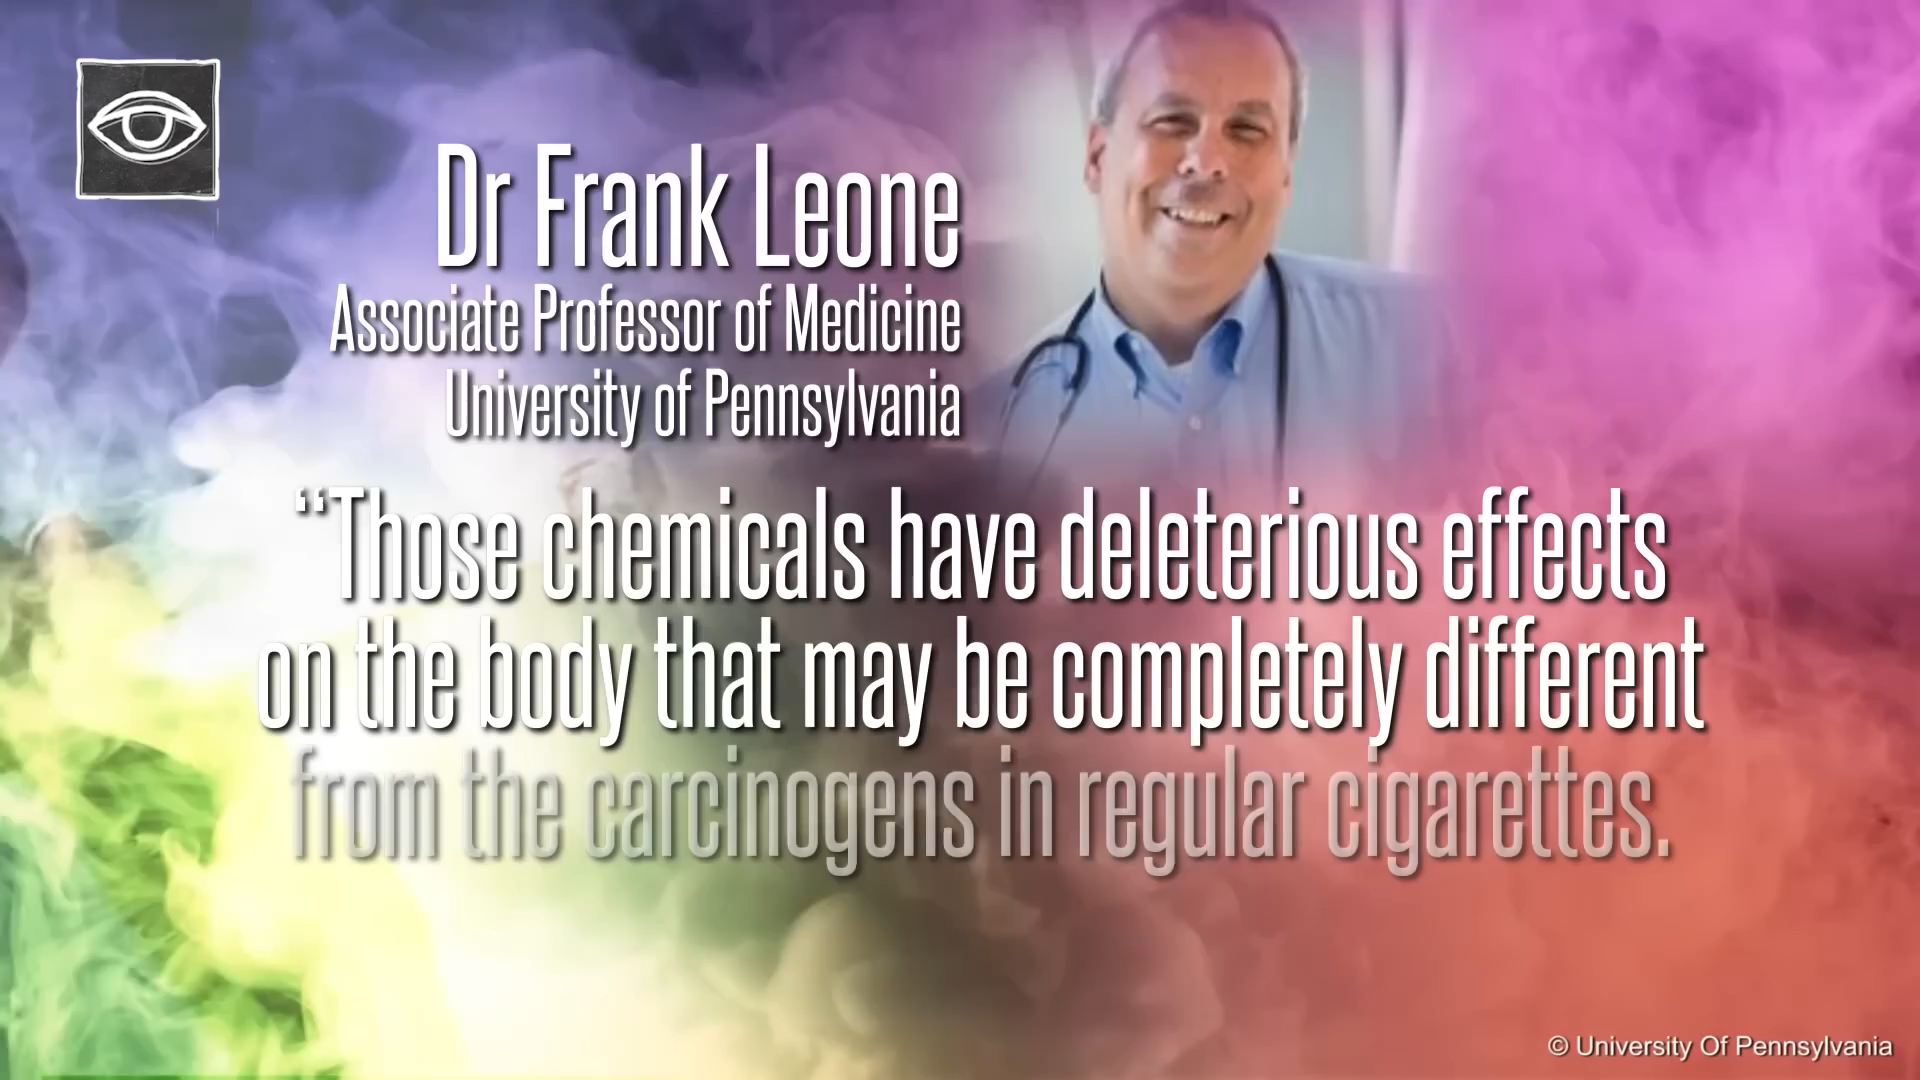 Dr Frank Leone
Associate Professor of Medicine
University of Pennsylvania
“Those chemicals have deleterious effects
on the body that may be completely different
from the carcinogens in regular cigarettes.
© University Of Pennsylvania